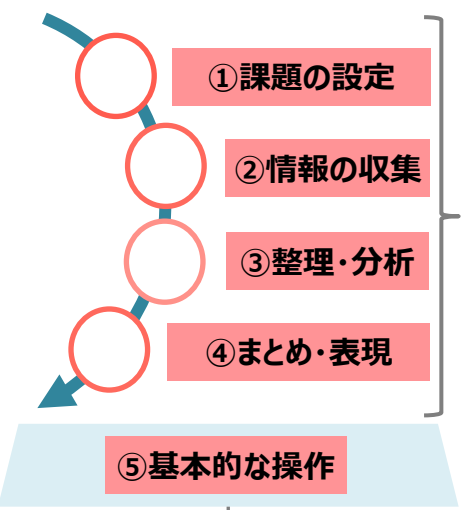 ①課題の設定
②情報の収集
③整理・分析
④まとめ・表現
⑤基本的な操作